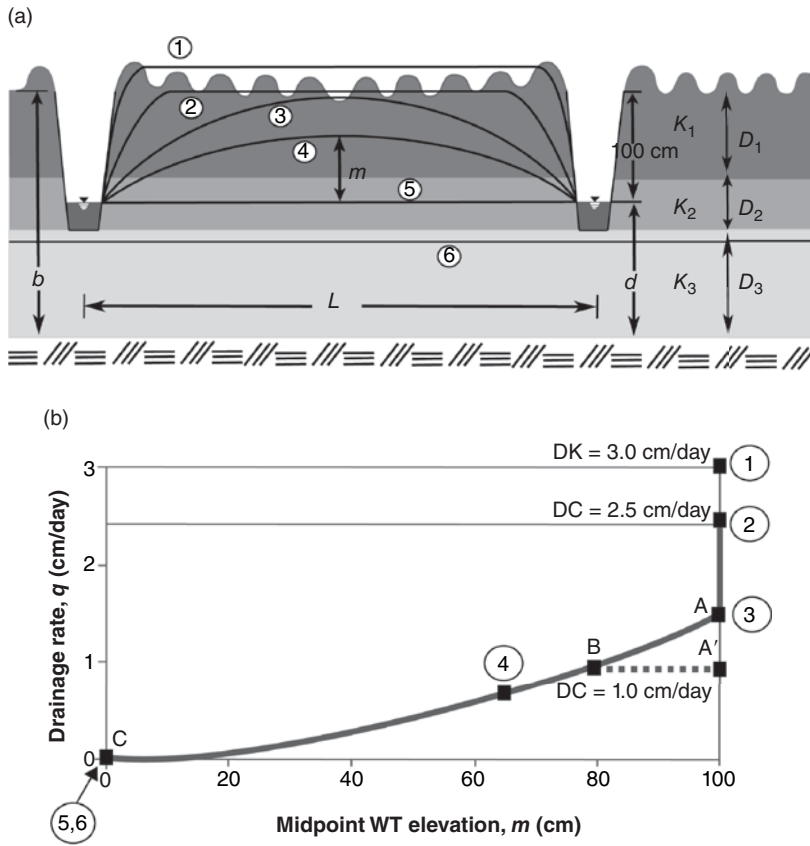 (a)
1
2
3
4
m
5
6
K1
D1
100 cm
K2
D2
b
L
d
K3
D3
(b)
Drainage rate, q (cm/day)
3
2
1
0
DK = 3.0 cm/day
1
DC = 2.5 cm/day
2
A
3
B
A′
4
DC = 1.0 cm/day
C
5,6
0
20
40
60
80
100
Midpoint WT elevation, m (cm)